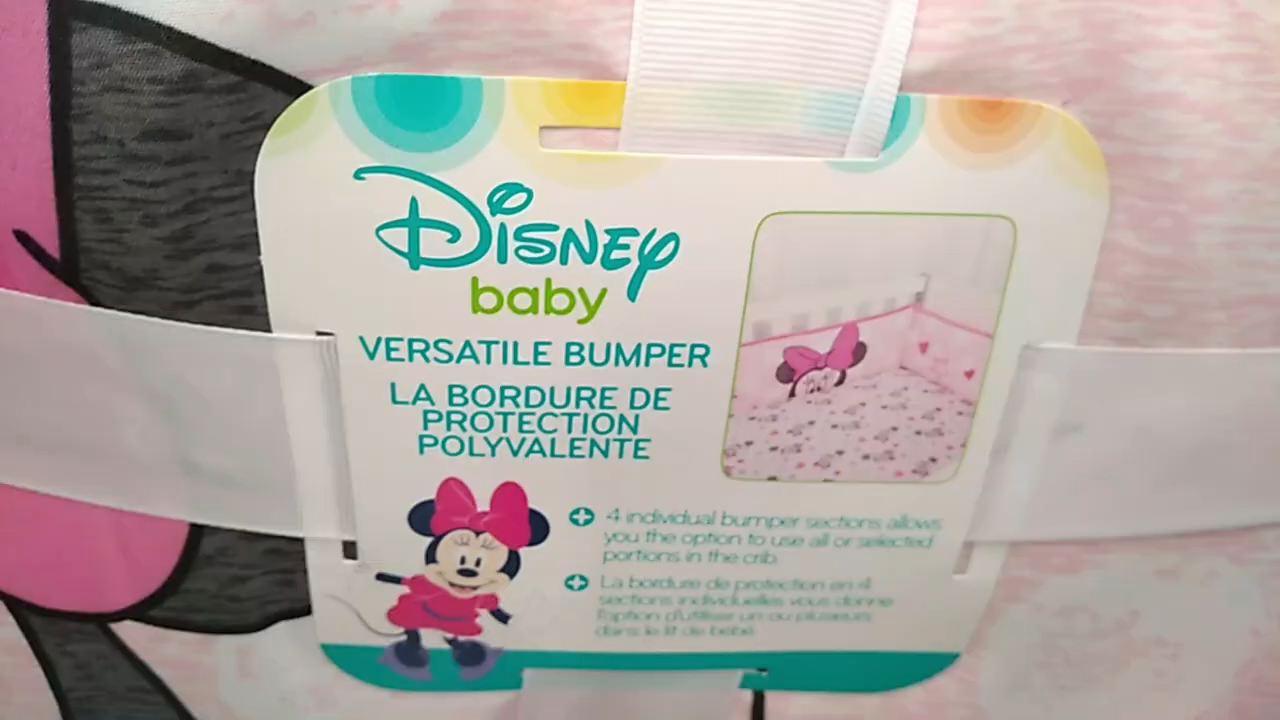 Disney
baby
VERSATILE BUMPER
LA BORDURE DE
PROTECTION
POLYVALENTE
4 individual bumper sections allows
you the option to use all or selected
portions in the crib.
La bordure de protection en 4
sections individuelles vous donne
l'option d'utiliser un ou plusieurs
dans le lit de bébé.